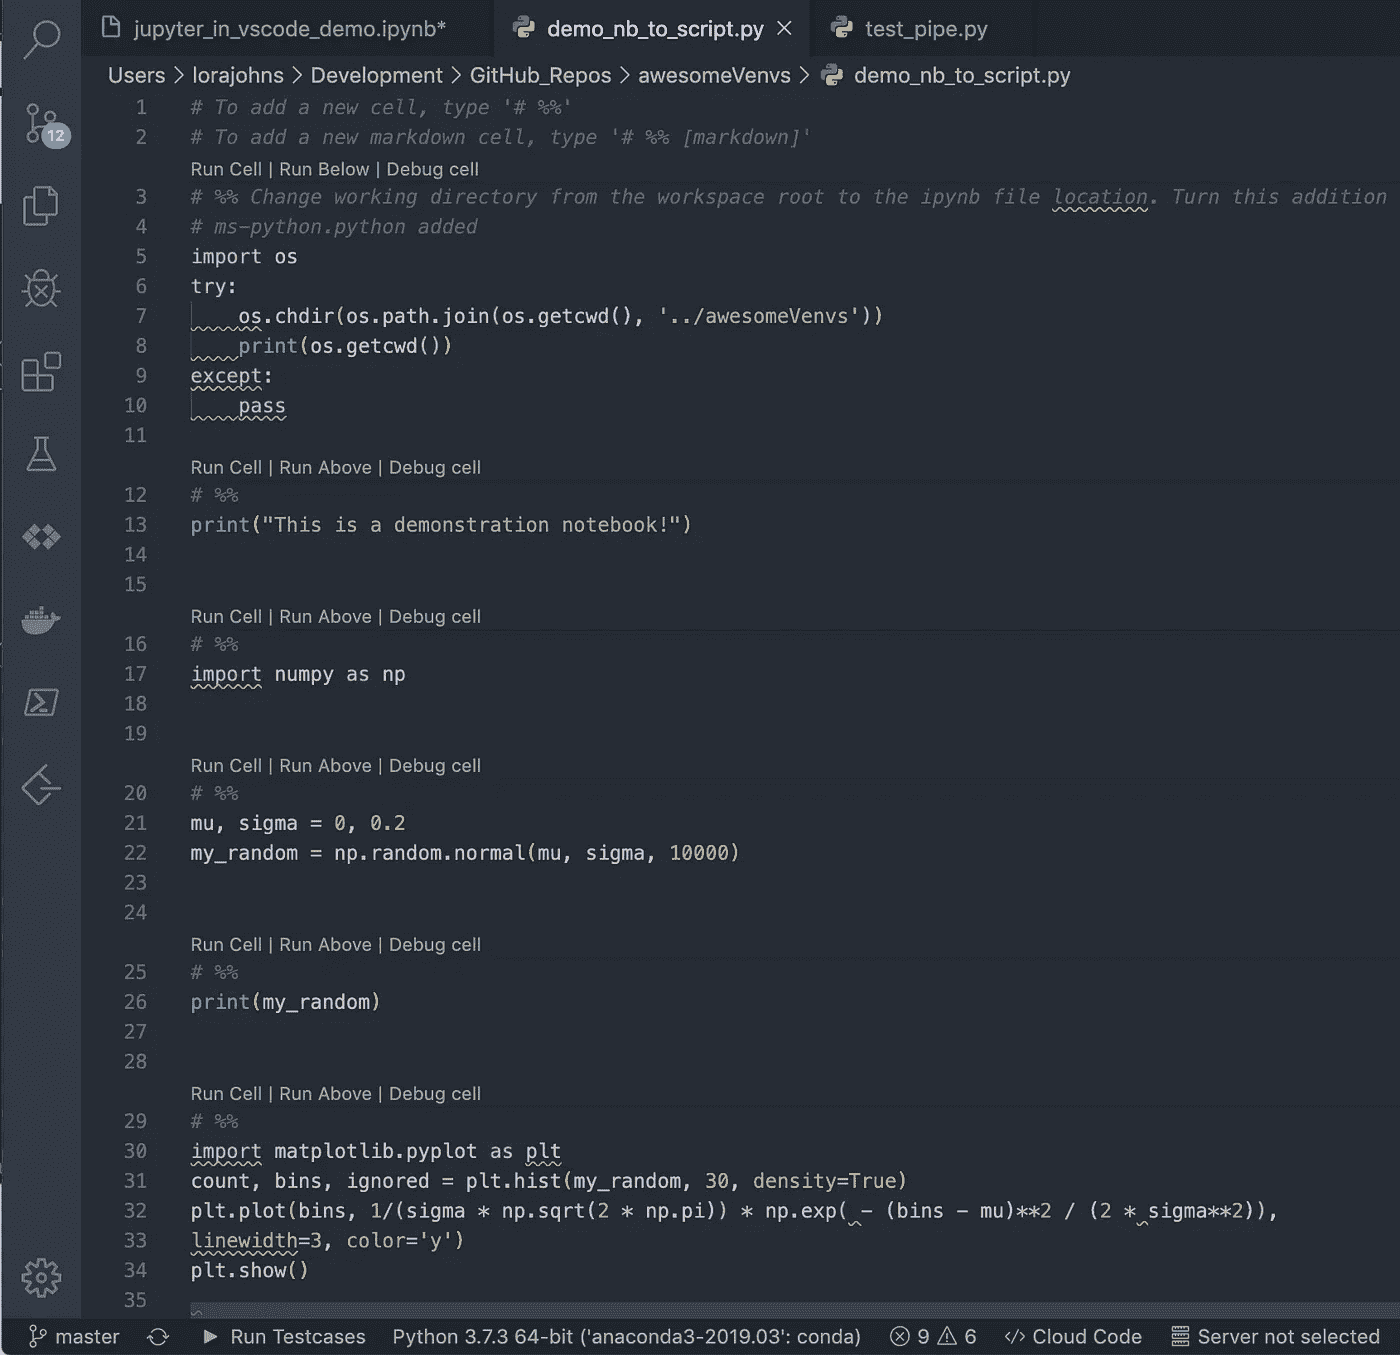 jupyter_in_vscode_demo.ipynb*
demo_nb_to_script.py
test_pipe.py
Users > lorajohns > Development > GitHub_Repos > awesomeVenvs > demo_nb_to_script.py
12
1 # To add a new cell, type '# %%'
2 # To add a new markdown cell, type '# %% [markdown]'
Run Cell | Run Below | Debug cell
3 # %% Change working directory from the workspace root to the ipynb file location. Turn this addition
4 # ms-python.python added
5 import os
6 try:
7     os.chdir(os.path.join(os.getcwd(), '../awesomeVenvs'))
8     print(os.getcwd())
9 except:
10     pass
11
Run Cell | Run Above | Debug cell
12 # %%
13 print("This is a demonstration notebook!")
14
15
Run Cell | Run Above | Debug cell
16 # %%
17 import numpy as np
18
19
Run Cell | Run Above | Debug cell
20 # %%
21 mu, sigma = 0, 0.2
22 my_random = np.random.normal(mu, sigma, 10000)
23
24
Run Cell | Run Above | Debug cell
25 # %%
26 print(my_random)
27
28
Run Cell | Run Above | Debug cell
29 # %%
30 import matplotlib.pyplot as plt
31 count, bins, ignored = plt.hist(my_random, 30, density=True)
32 plt.plot(bins, 1/(sigma * np.sqrt(2 * np.pi)) * np.exp( - (bins - mu)**2 / (2 * sigma**2)),
33 linewidth=3, color='y')
34 plt.show()
35
master
Run Testcases
Python 3.7.3 64-bit ('anaconda3-2019.03': conda)
9
6
</> Cloud Code
Server not selected